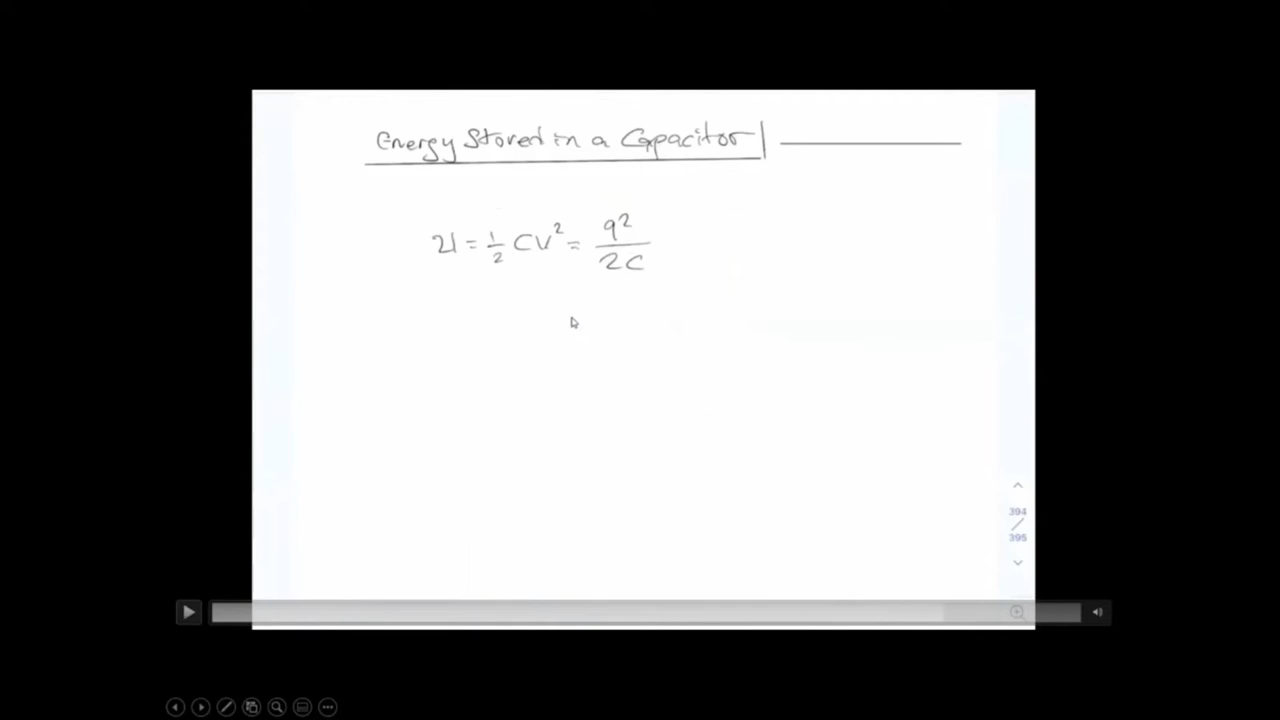 Energy Stored in a Capacitor
U = 1/2 CV² = q²/2C
394
/
395